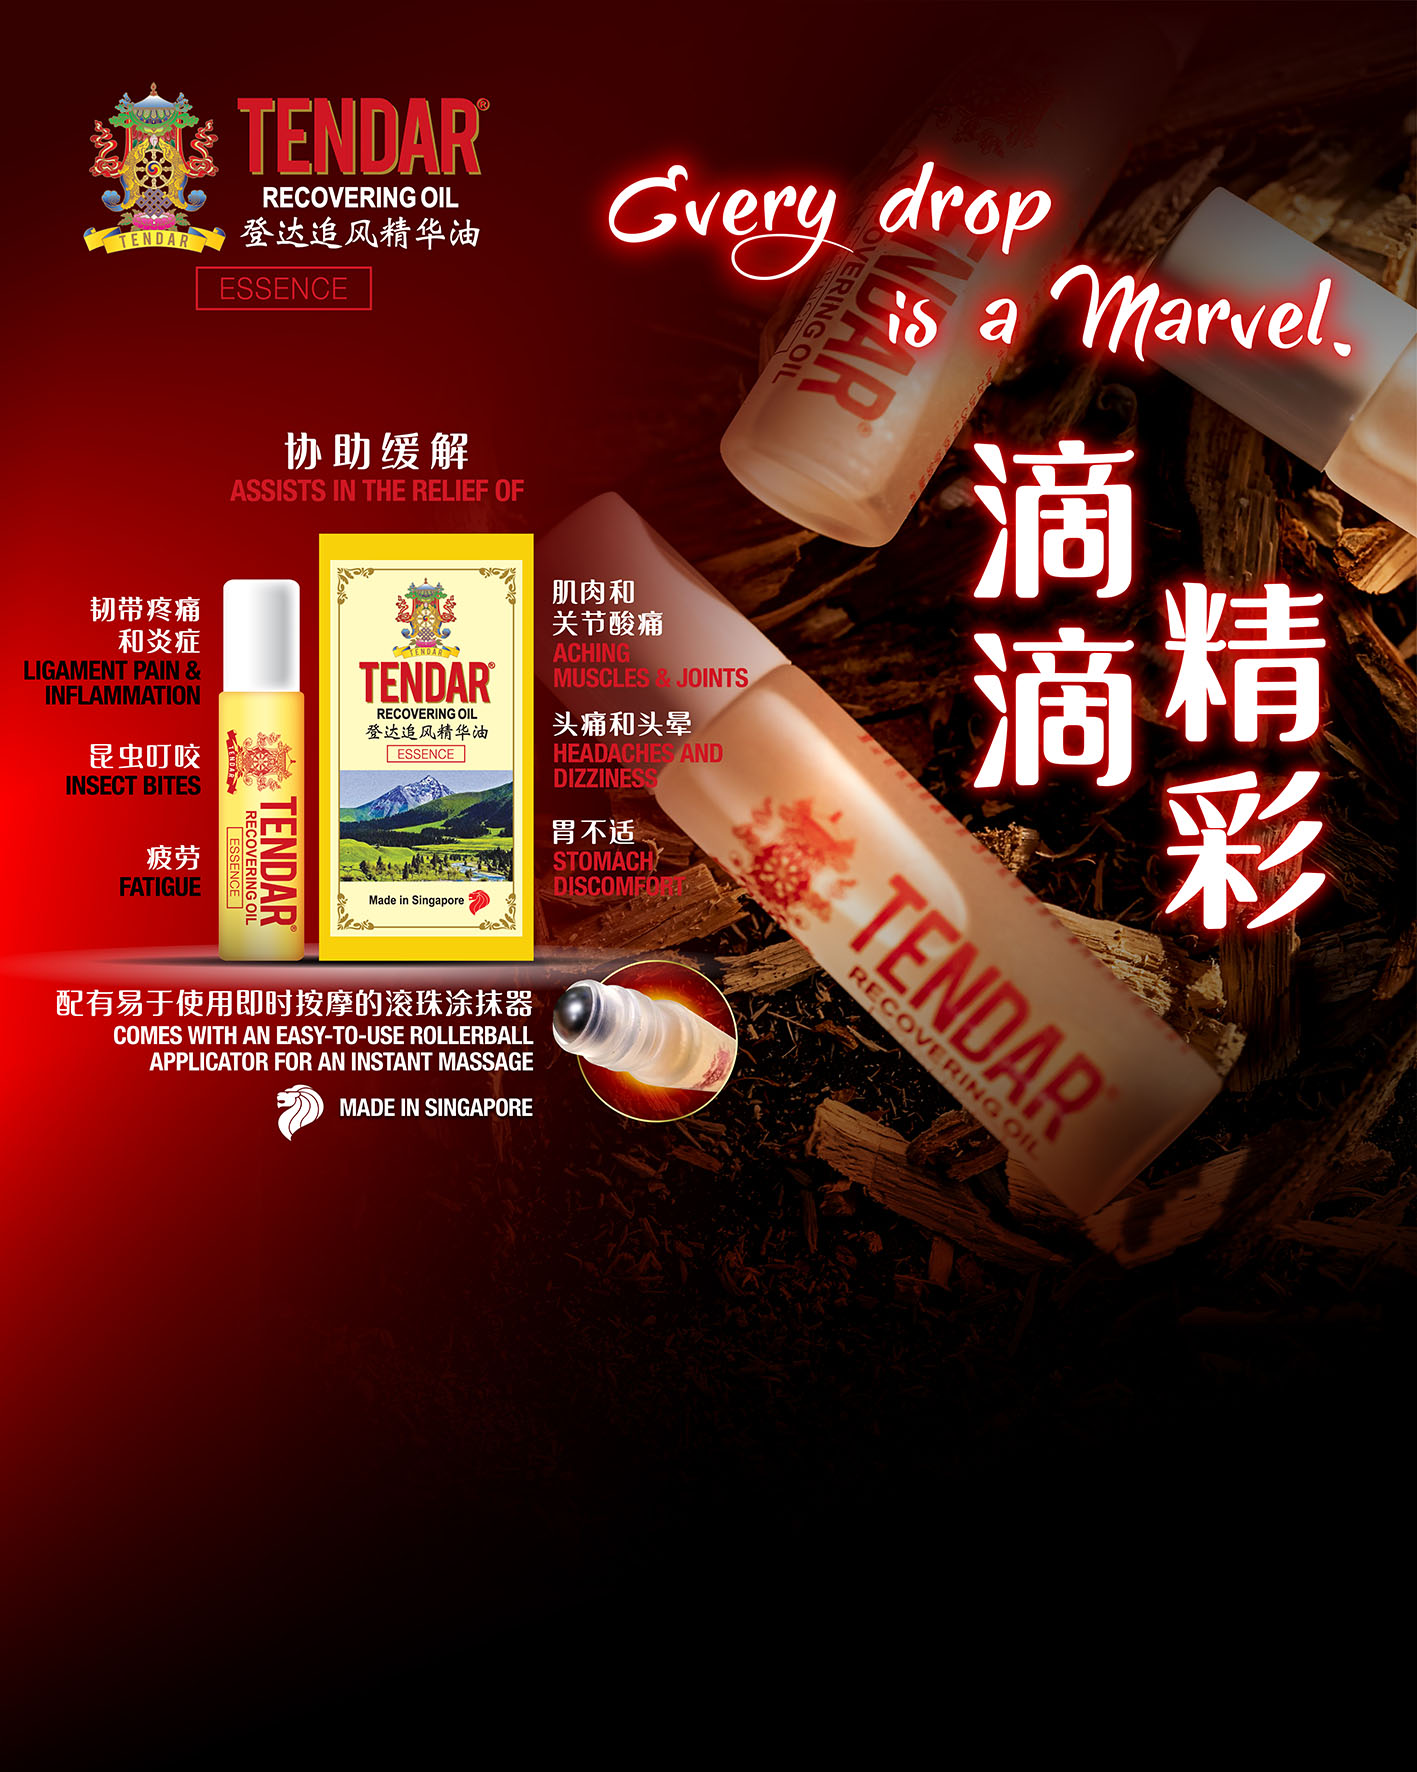 TENDAR®
RECOVERING OIL
登达追风精华油
TENDAR
ESSENCE
Every drop
is a Marvel.
滴滴
精彩
协助缓解
ASSISTS IN THE RELIEF OF
韧带疼痛
和炎症
LIGAMENT PAIN &
INFLAMMATION
昆虫叮咬
INSECT BITES
疲劳
FATIGUE
TENDAR
TENDAR®
RECOVERING OIL
ESSENCE
TENDAR
TENDAR®
RECOVERING OIL
登达追风精华油
ESSENCE
Made in Singapore
肌肉和
关节酸痛
ACHING
MUSCLES & JOINTS
头痛和头晕
HEADACHES AND
DIZZINESS
胃不适
STOMACH
DISCOMFORT
配有易于使用即时按摩的滚珠涂抹器
COMES WITH AN EASY-TO-USE ROLLERBALL
APPLICATOR FOR AN INSTANT MASSAGE
MADE IN SINGAPORE
TENDAR®
RECOVERING OIL